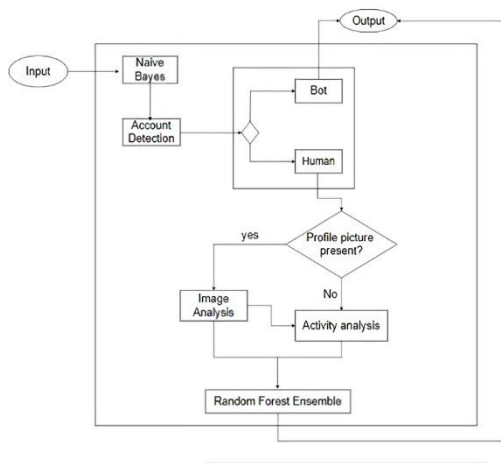 Output
Input
Naive
Bayes
Bot
Account
Detection
Human
Profile picture
present?
yes
No
Image
Analysis
Activity analysis
Random Forest Ensemble